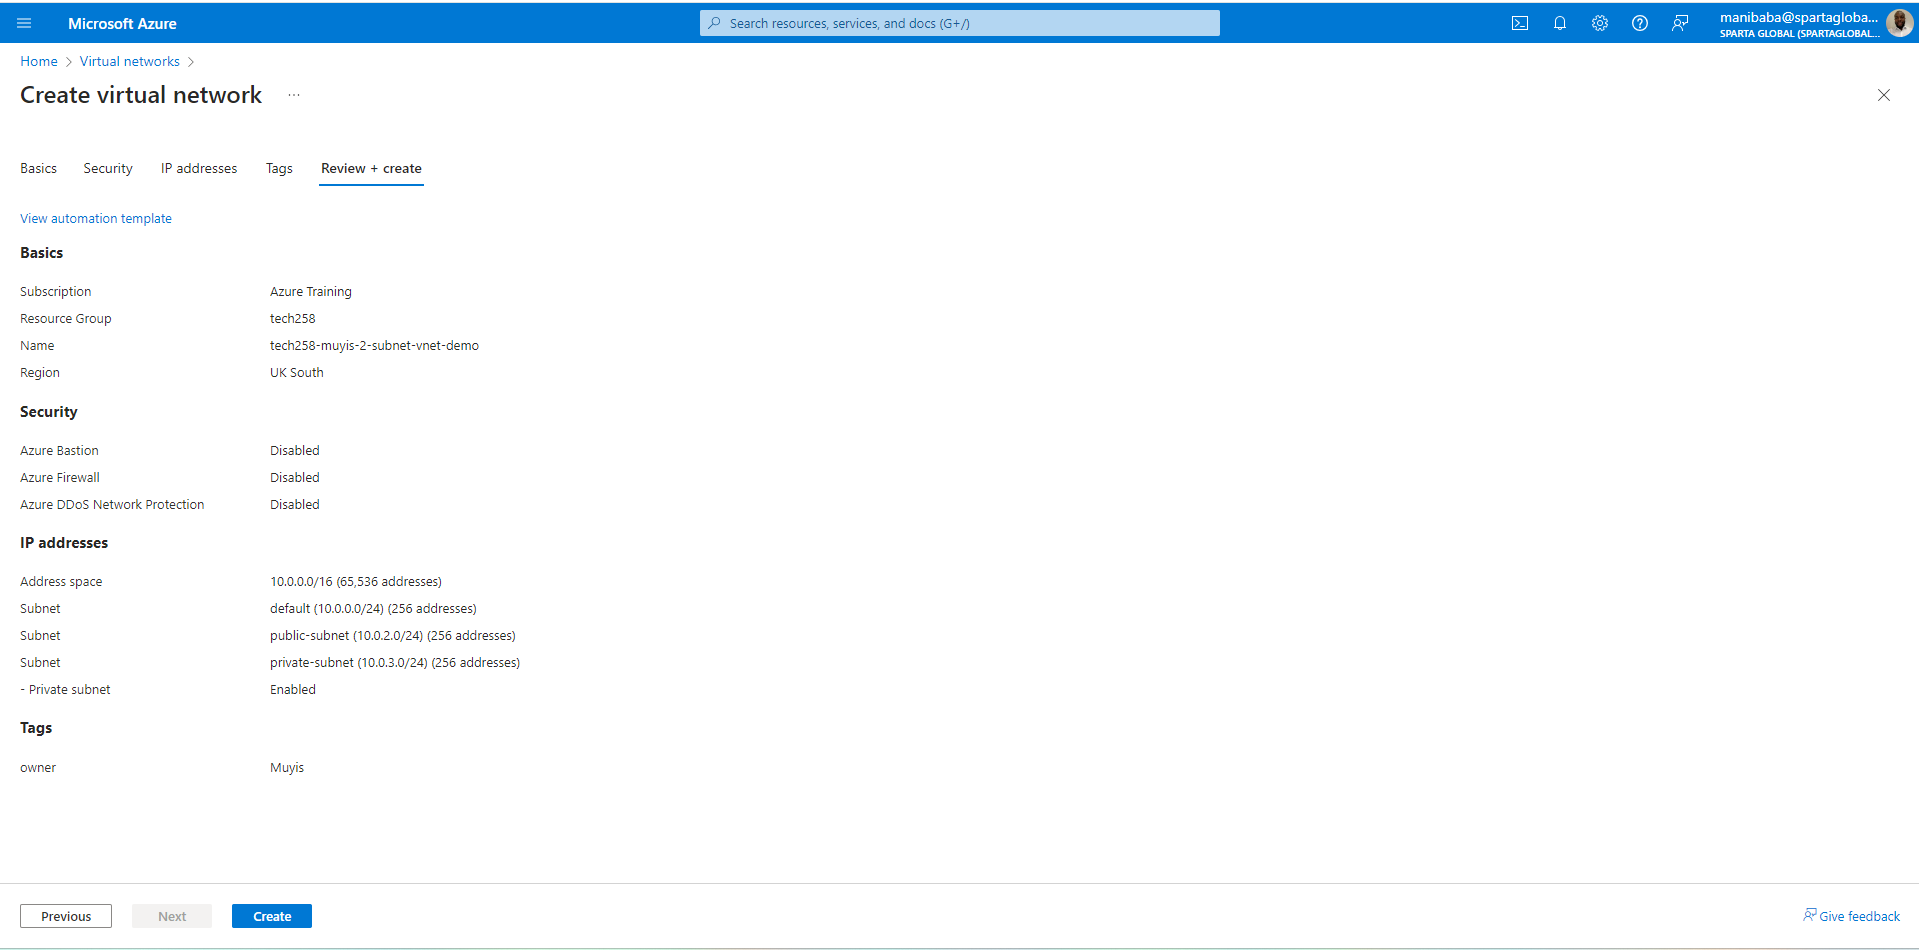 Microsoft Azure
Search resources, services, and docs (G+/)
manibaba@spartagloba...
SPARTA GLOBAL (SPARTAGLOBAL...
Home > Virtual networks >
Create virtual network ...
Basics Security IP addresses Tags Review + create
View automation template
Basics
Subscription Azure Training
Resource Group tech258
Name tech258-muyis-2-subnet-vnet-demo
Region UK South
Security
Azure Bastion Disabled
Azure Firewall Disabled
Azure DDoS Network Protection Disabled
IP addresses
Address space 10.0.0.0/16 (65,536 addresses)
Subnet default (10.0.0.0/24) (256 addresses)
Subnet public-subnet (10.0.2.0/24) (256 addresses)
Subnet private-subnet (10.0.3.0/24) (256 addresses)
- Private subnet Enabled
Tags
owner Muyis
Previous Next Create Give feedback